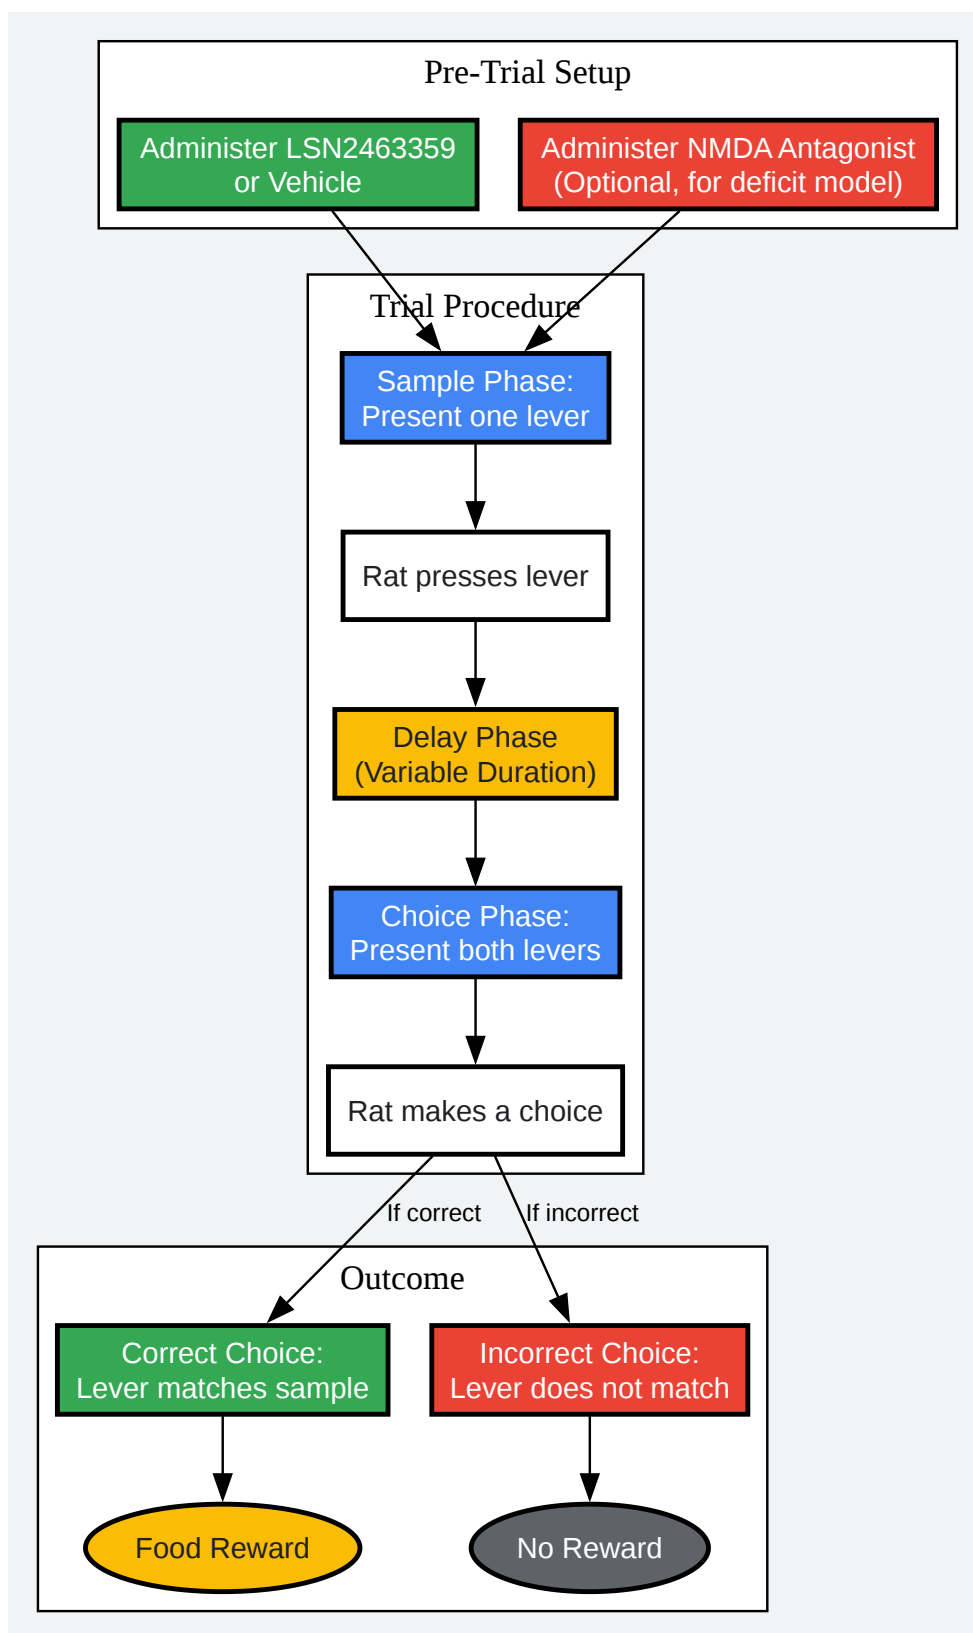 Pre-Trial Setup
Administer LSN2463359
or Vehicle
Administer NMDA Antagonist
(Optional, for deficit model)
Trial Procedure
Sample Phase:
Present one lever
Rat presses lever
Delay Phase
(Variable Duration)
Choice Phase:
Present both levers
Rat makes a choice
If correct
If incorrect
Outcome
Correct Choice:
Lever matches sample
Incorrect Choice:
Lever does not match
Food Reward
No Reward